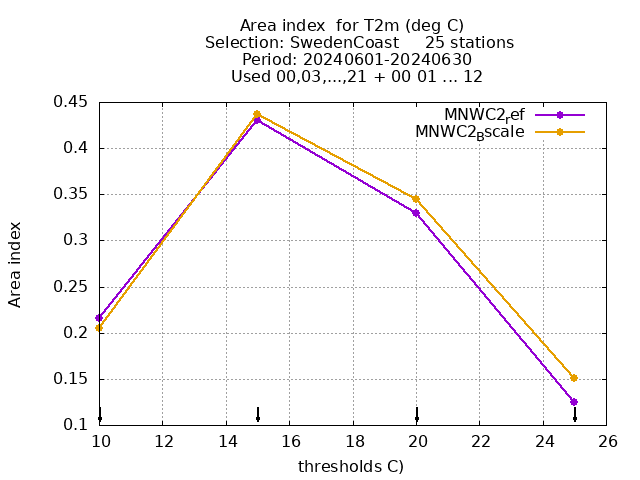 Area index  for T2m (deg C)
Selection: SwedenCoast     25 stations
Period: 20240601-20240630
Used 00,03,...,21 + 00 01 ... 12
MNWC2_ref
MNWC2_Bscale
0.45
0.4
0.35
0.3
0.25
0.2
0.15
0.1
Area index
10 12 14 16 18 20 22 24 26
thresholds C)